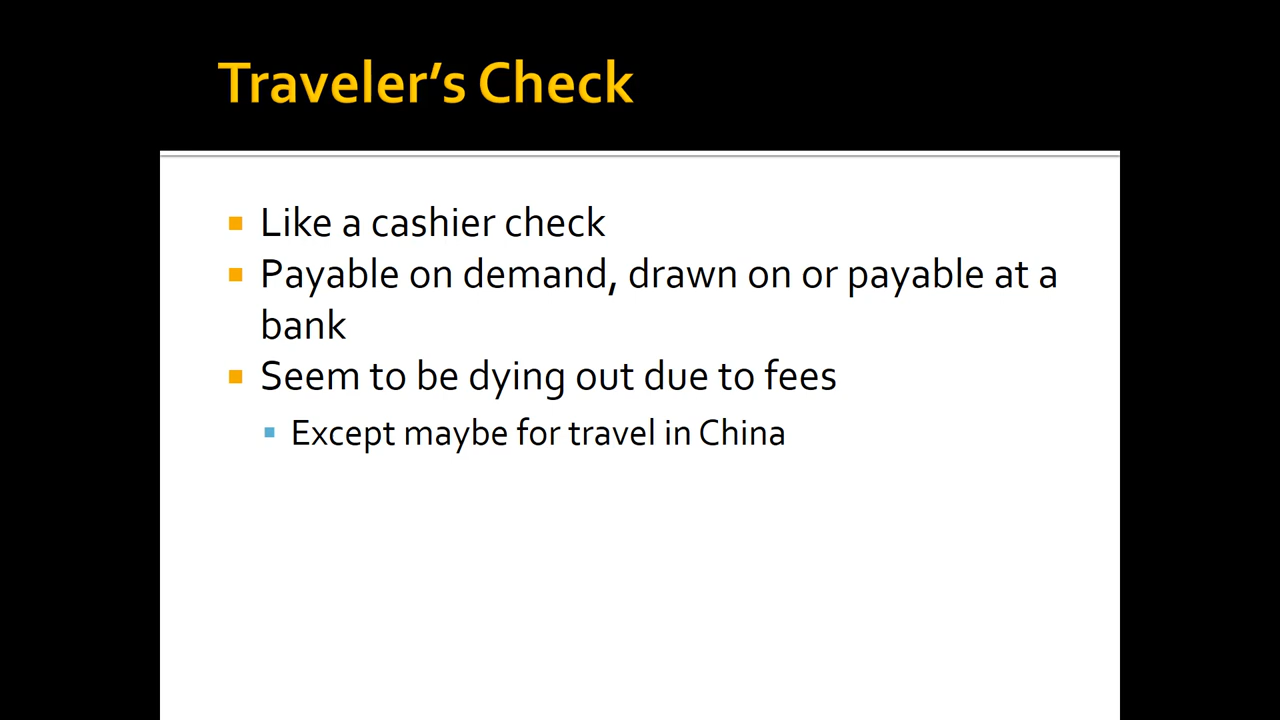 Traveler’s Check
Like a cashier check
Payable on demand, drawn on or payable at a
bank
Seem to be dying out due to fees
Except maybe for travel in China